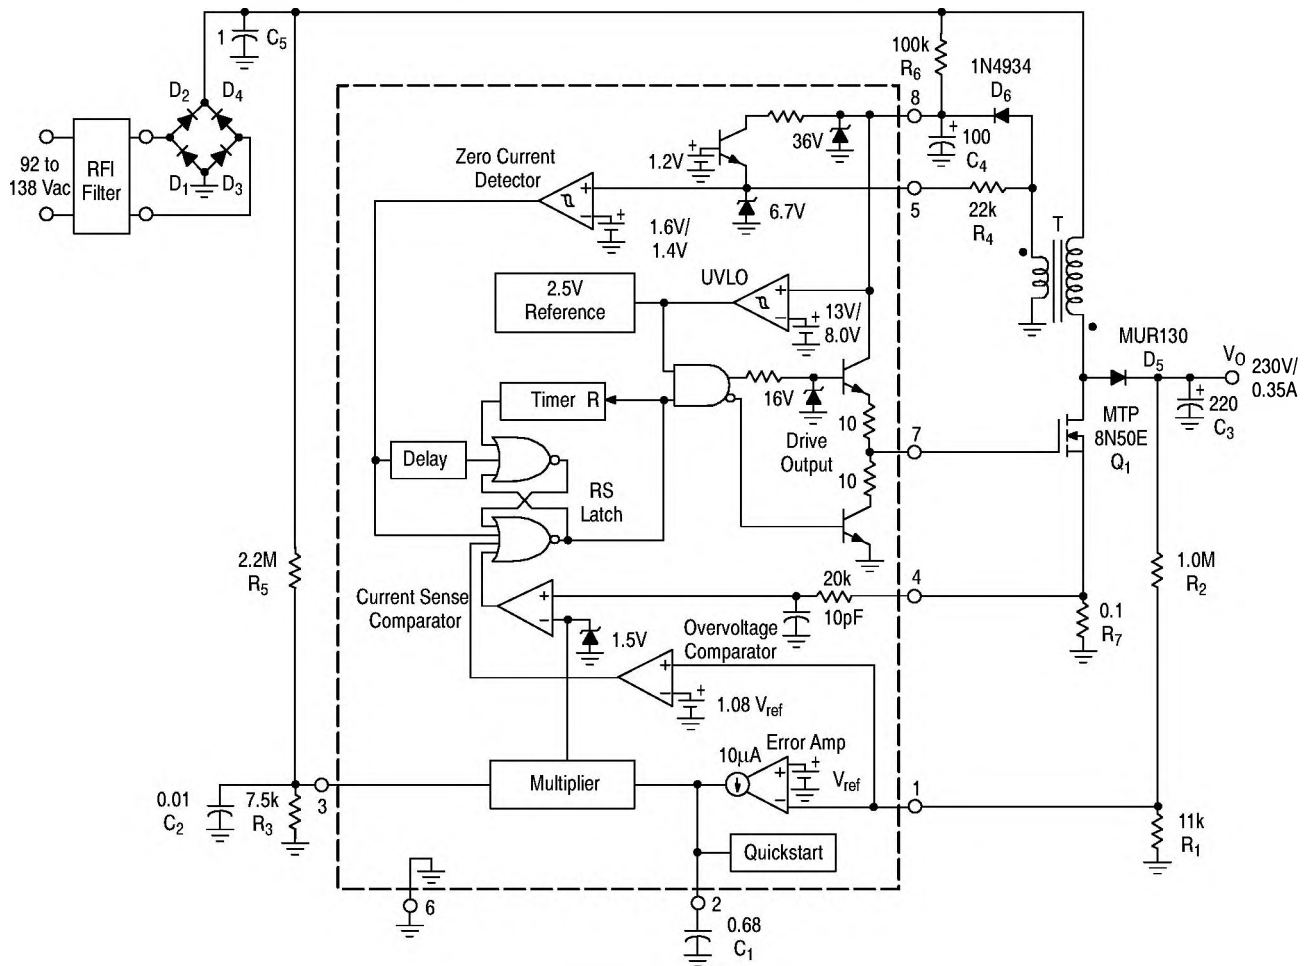 1
C5
D2
D4
D1
D3
92 to
138 Vac
RFI
Filter
100k
R6
1N4934
D6
8
100
C4
36V
1.2V
Zero Current
Detector
6.7V
1.6V/
1.4V
5
22k
R4
T
2.5V
Reference
UVLO
13V/
8.0V
MUR130
D5
VO
230V/
0.35A
220
C3
Timer R
16V
10
Drive
Output
10
7
MTP
8N50E
Q1
Delay
RS
Latch
2.2M
R5
Current Sense
Comparator
20k
10pF
4
1.0M
R2
0.1
R7
1.5V
Overvoltage
Comparator
1.08 Vref
10µA
Error Amp
Vref
Multiplier
1
3
0.01
C2
7.5k
R3
11k
R1
Quickstart
6
2
0.68
C1